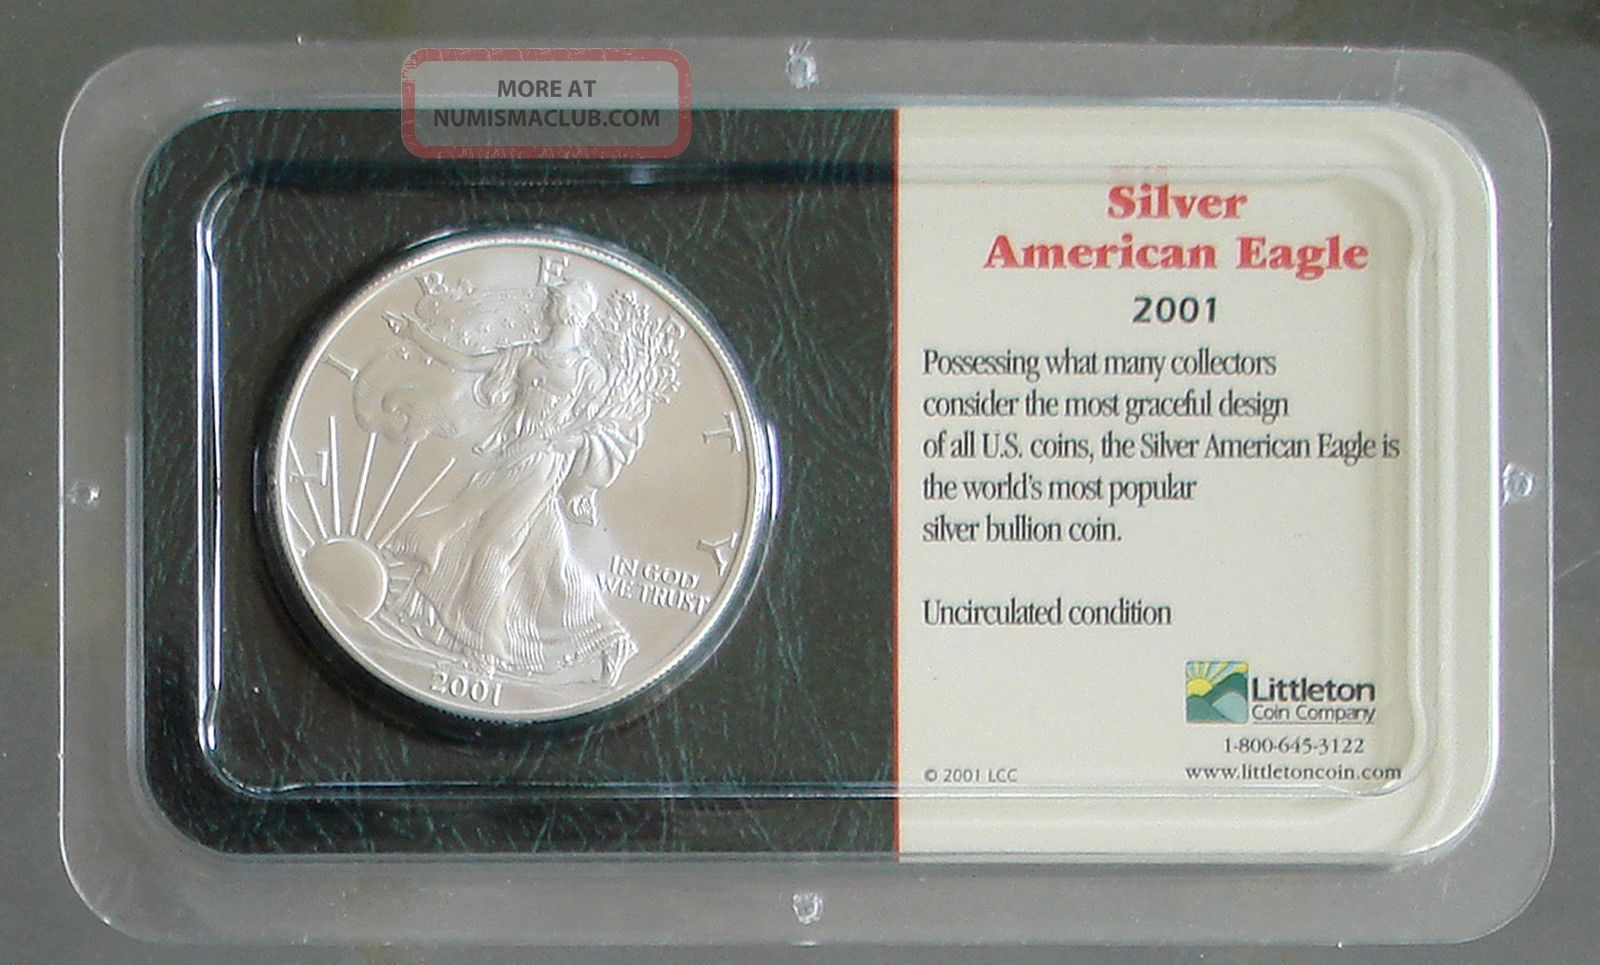 MORE AT
NUMISMACLUB.COM
LIBERTY
IN GOD
WE TRUST
2001
Silver
American Eagle
2001
Possessing what many collectors
consider the most graceful design
of all U.S. coins, the Silver American Eagle is
the world's most popular
silver bullion coin.
Uncirculated condition
Littleton
Coin Company
1-800-645-3122
© 2001 LCC
www.littletoncoin.com